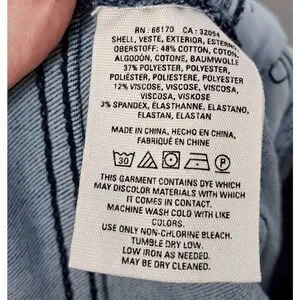 RN : 66170 CA : 32054
SHELL, VESTE, EXTERIOR, ESTERNO,
OBERSTOFF: 48% COTTON, COTON,
ALGODÓN, COTONE, BAUMWOLLE
37% POLYESTER, POLYESTER,
POLIÉSTER, POLIESTERE, POLYESTER
12% VISCOSE, VISCOSE, VISCOSA,
VISCOSA, VISKOSE
3% SPANDEX, ÉLASTHANNE, ELASTANO,
ELASTAN, ELASTAN
MADE IN CHINA, HECHO EN CHINA,
FABRIQUÉ EN CHINE
30 P
THIS GARMENT CONTAINS DYE WHICH
MAY DISCOLOR MATERIALS WITH WHICH
IT COMES IN CONTACT.
MACHINE WASH COLD WITH LIKE
COLORS.
USE ONLY NON-CHLORINE BLEACH.
TUMBLE DRY LOW.
LOW IRON AS NEEDED.
MAY BE DRY CLEANED.